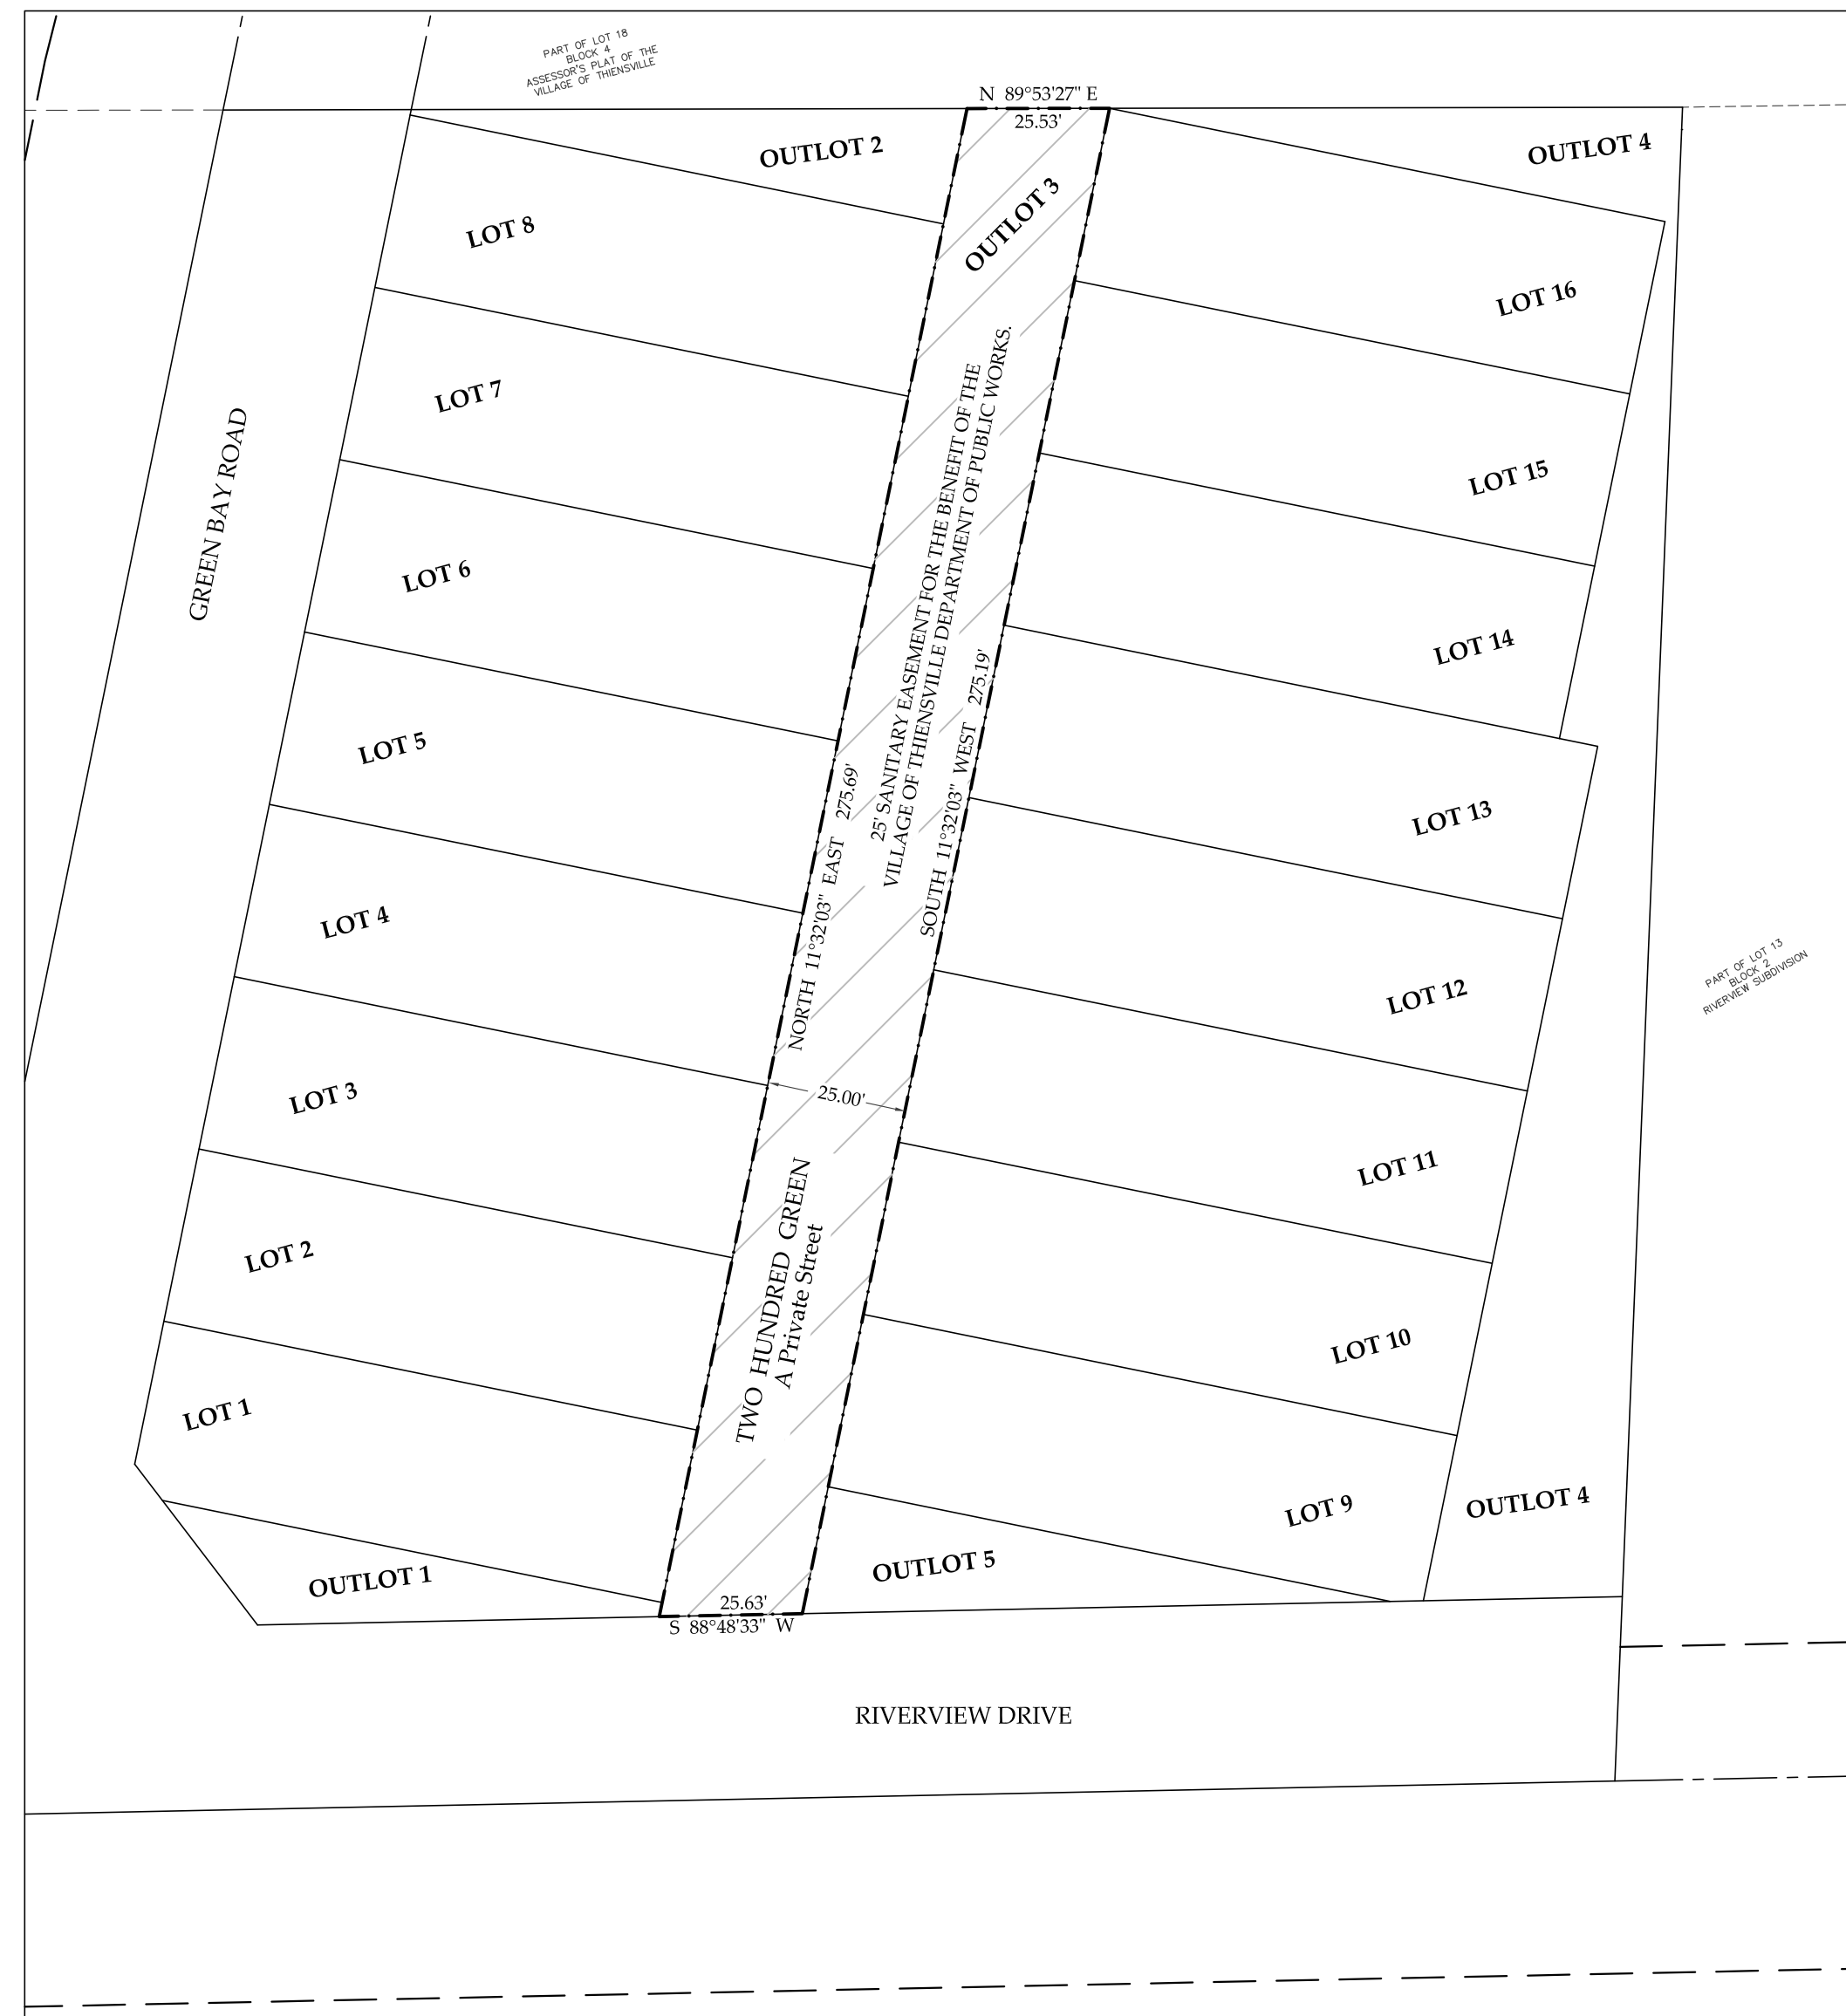 PART OF LOT 18
BLOCK 4
ASSESSOR'S PLAT OF THE
VILLAGE OF THIENSVILLE
N 89°53'27" E
25.53'
OUTLOT 2
OUTLOT 3
OUTLOT 4
LOT 8
LOT 16
LOT 7
LOT 15
GREEN BAY ROAD
LOT 6
LOT 14
25' SANITARY EASEMENT FOR THE BENEFIT OF THE
VILLAGE OF THIENSVILLE DEPARTMENT OF PUBLIC WORKS.
LOT 5
LOT 13
NORTH 11°32'03" EAST 275.69'
SOUTH 11°32'03" WEST 275.19'
LOT 4
LOT 12
PART OF LOT 13
BLOCK 2
RIVERVIEW SUBDIVISION
LOT 3
25.00'
LOT 11
LOT 2
TWO HUNDRED GREEN
A Private Street
LOT 10
LOT 1
LOT 9
OUTLOT 4
OUTLOT 1
OUTLOT 5
25.63'
S 88°48'33" W
RIVERVIEW DRIVE